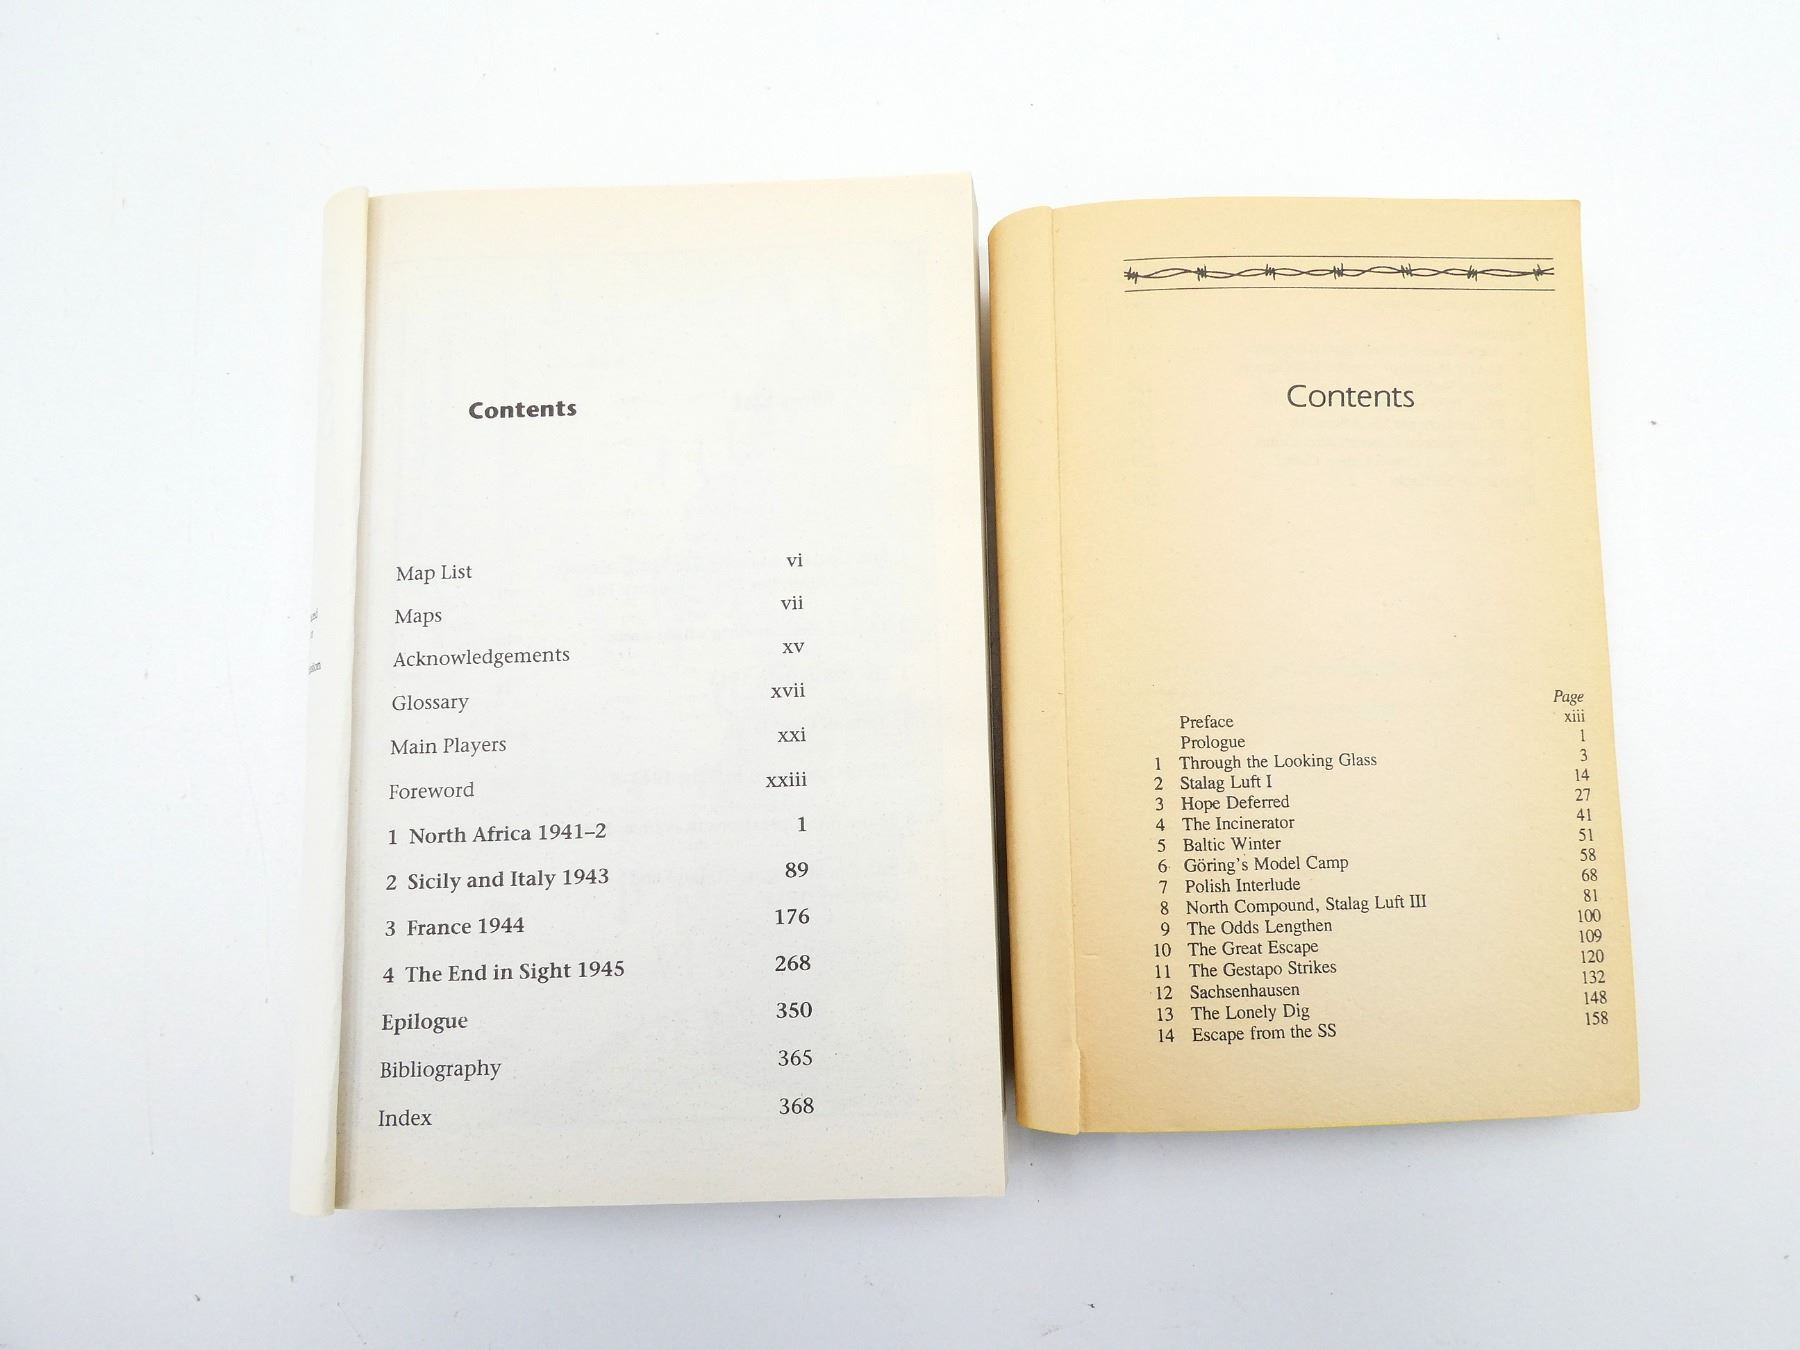 Contents
Map List vi
Maps vii
Acknowledgements xv
Glossary xvii
Main Players xxi
Foreword xxiii
1 North Africa 1941–2 1
2 Sicily and Italy 1943 89
3 France 1944 176
4 The End in Sight 1945 268
Epilogue 350
Bibliography 365
Index 368
Contents
Page
Preface xiii
Prologue 1
1 Through the Looking Glass 3
2 Stalag Luft I 14
3 Hope Deferred 27
4 The Incinerator 41
5 Baltic Winter 51
6 Göring's Model Camp 58
7 Polish Interlude 68
8 North Compound, Stalag Luft III 81
9 The Odds Lengthen 100
10 The Great Escape 109
11 The Gestapo Strikes 120
12 Sachsenhausen 132
13 The Lonely Dig 148
14 Escape from the SS 158